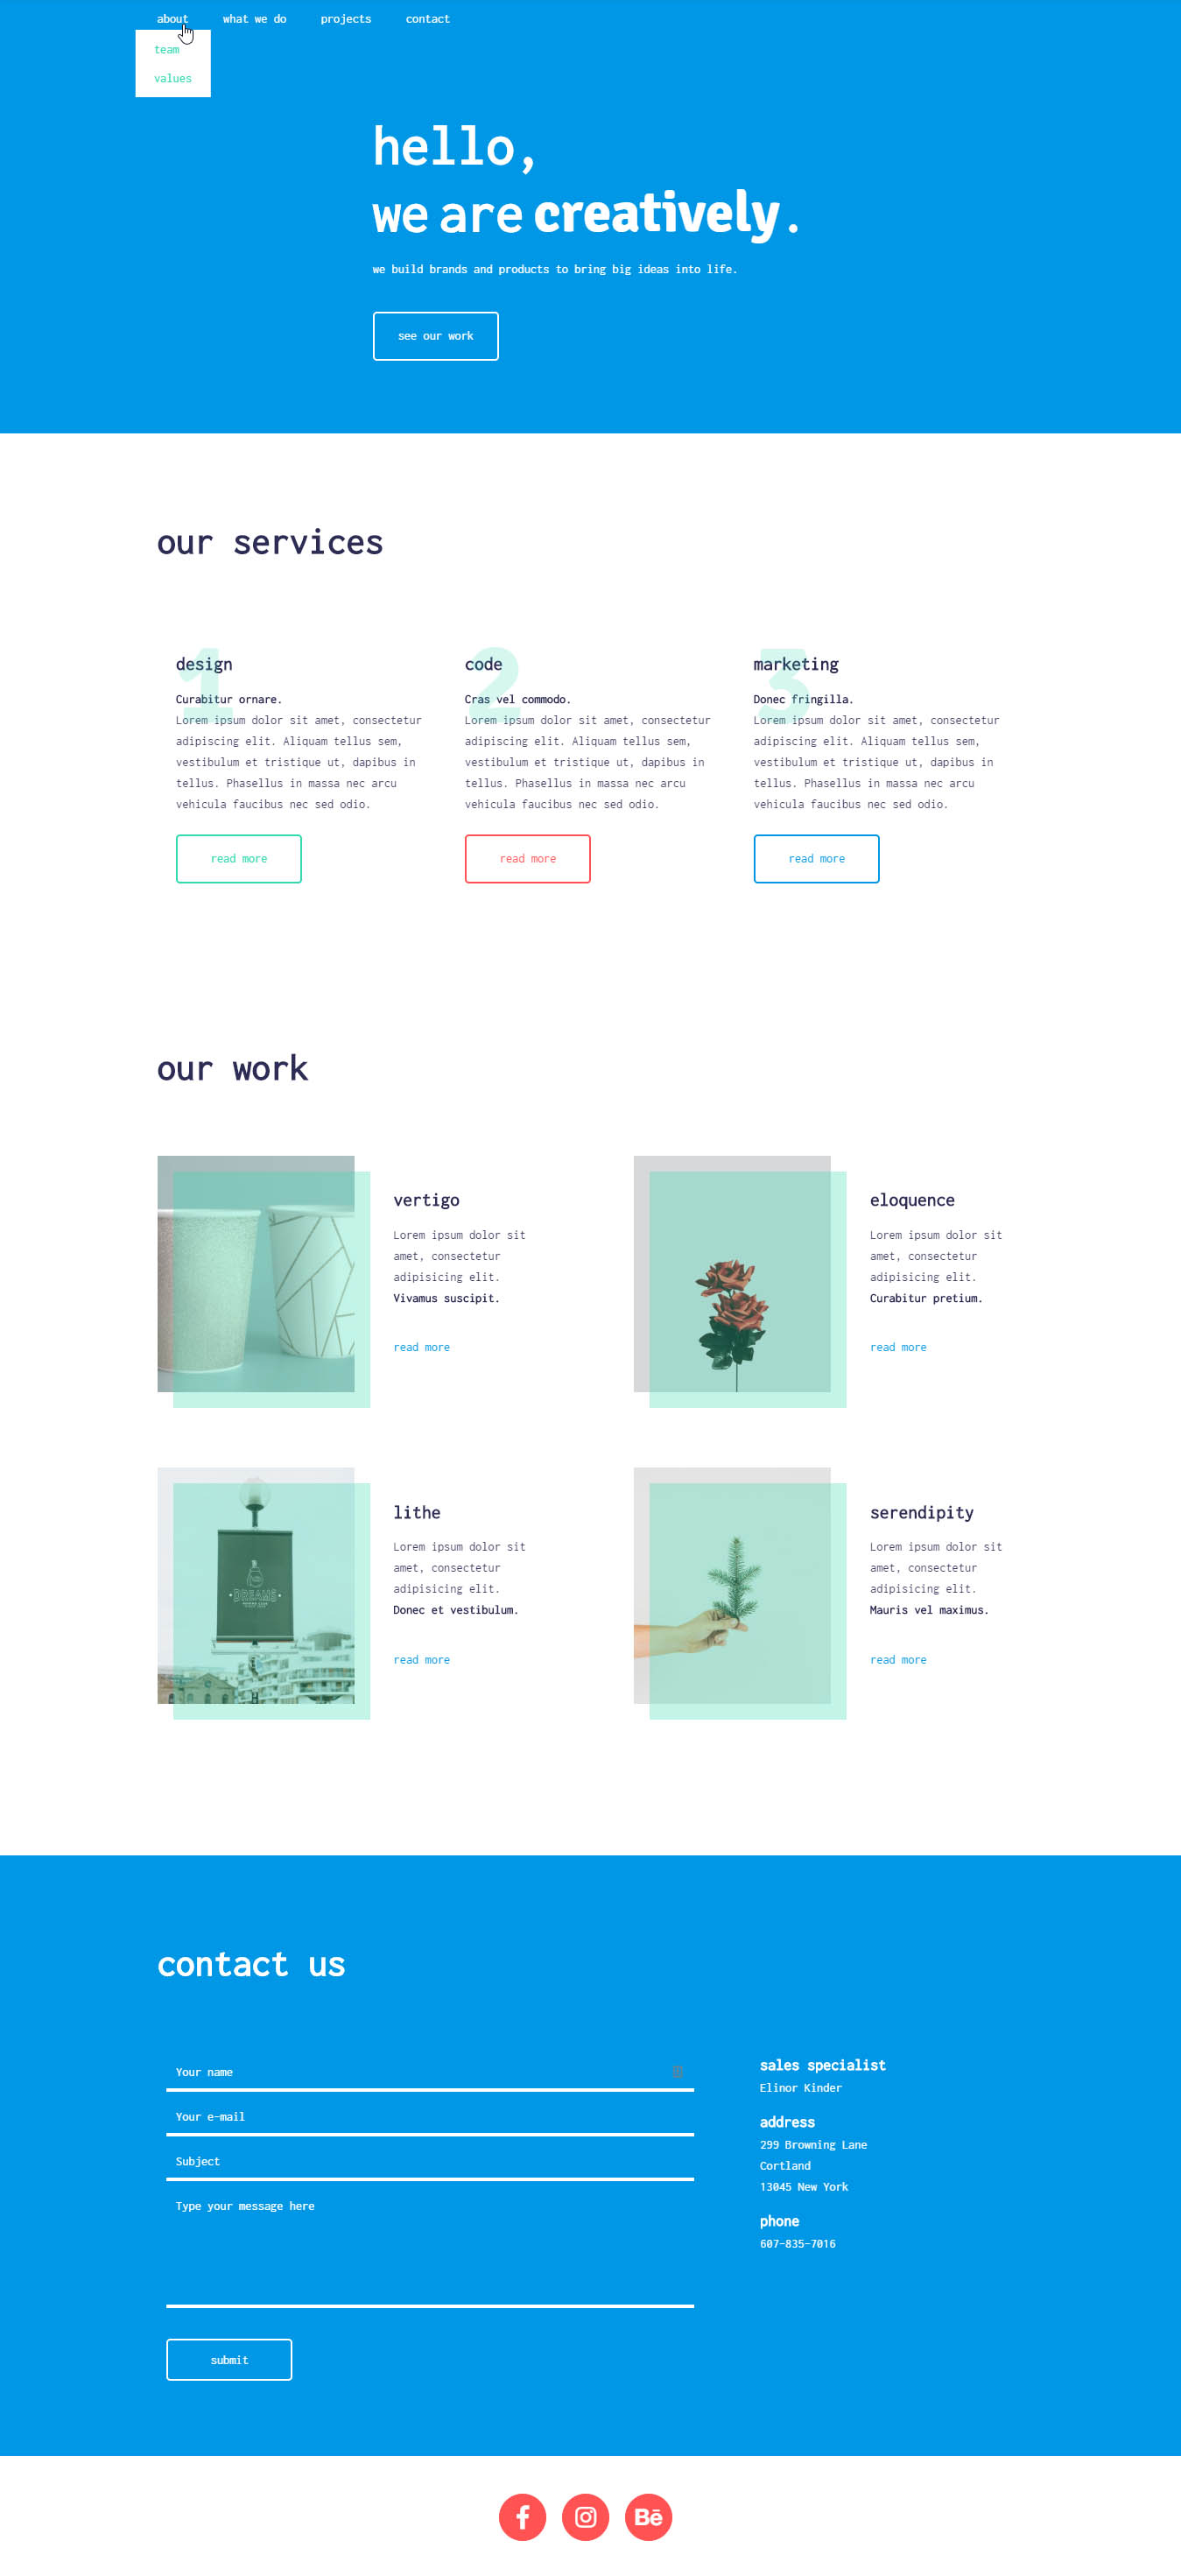 about
what we do
projects
contact
team
values
hello,
we are creatively.
we build brands and products to bring big ideas into life.
see our work
our services
1
design
Curabitur ornare.
Lorem ipsum dolor sit amet, consectetur
adipiscing elit. Aliquam tellus sem,
vestibulum et tristique ut, dapibus in
tellus. Phasellus in massa nec arcu
vehicula faucibus nec sed odio.
read more
2
code
Cras vel commodo.
Lorem ipsum dolor sit amet, consectetur
adipiscing elit. Aliquam tellus sem,
vestibulum et tristique ut, dapibus in
tellus. Phasellus in massa nec arcu
vehicula faucibus nec sed odio.
read more
3
marketing
Donec fringilla.
Lorem ipsum dolor sit amet, consectetur
adipiscing elit. Aliquam tellus sem,
vestibulum et tristique ut, dapibus in
tellus. Phasellus in massa nec arcu
vehicula faucibus nec sed odio.
read more
our work
vertigo
Lorem ipsum dolor sit
amet, consectetur
adipisicing elit.
Vivamus suscipit.
read more
eloquence
Lorem ipsum dolor sit
amet, consectetur
adipisicing elit.
Curabitur pretium.
read more
DREAMS
lithe
Lorem ipsum dolor sit
amet, consectetur
adipisicing elit.
Donec et vestibulum.
read more
serendipity
Lorem ipsum dolor sit
amet, consectetur
adipisicing elit.
Mauris vel maximus.
read more
contact us
Your name
Your e-mail
Subject
Type your message here
submit
sales specialist
Elinor Kinder
address
299 Browning Lane
Cortland
13045 New York
phone
607-835-7016
f
Bē